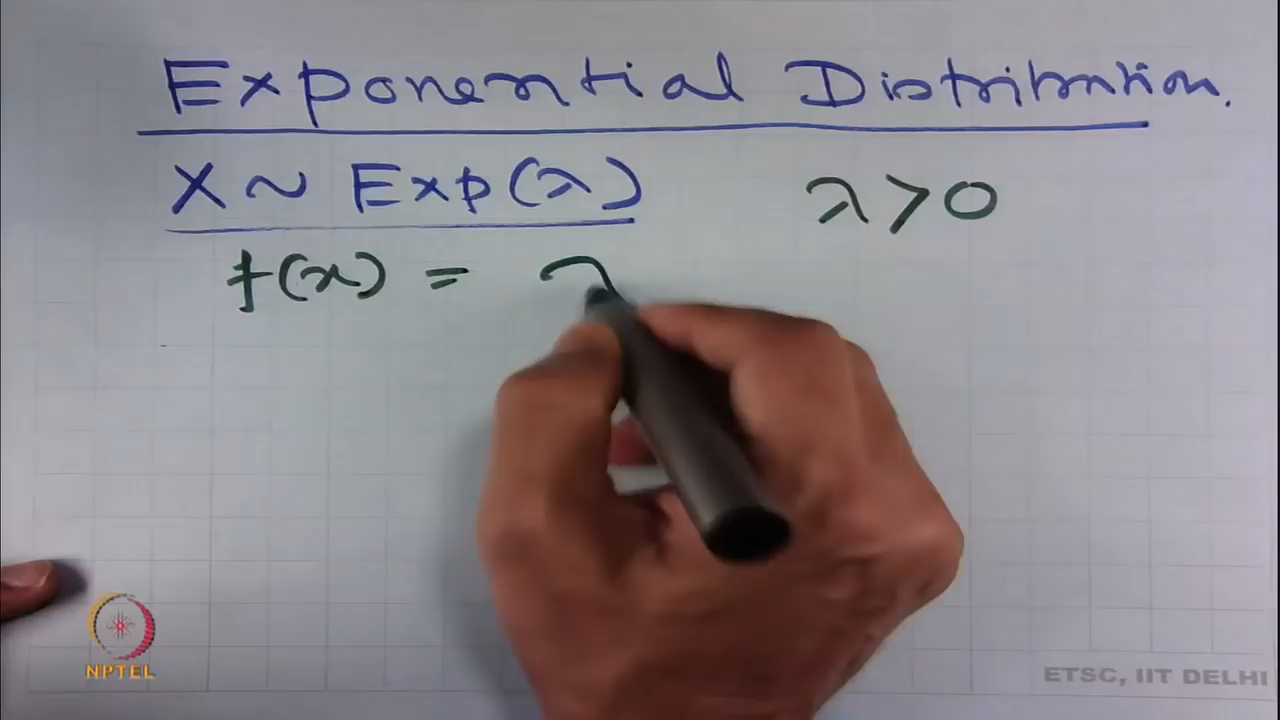 Exponential Distribution.
X ~ Exp(λ) λ > 0
f(x) = λ
NPTEL
ETSC, IIT DELHI